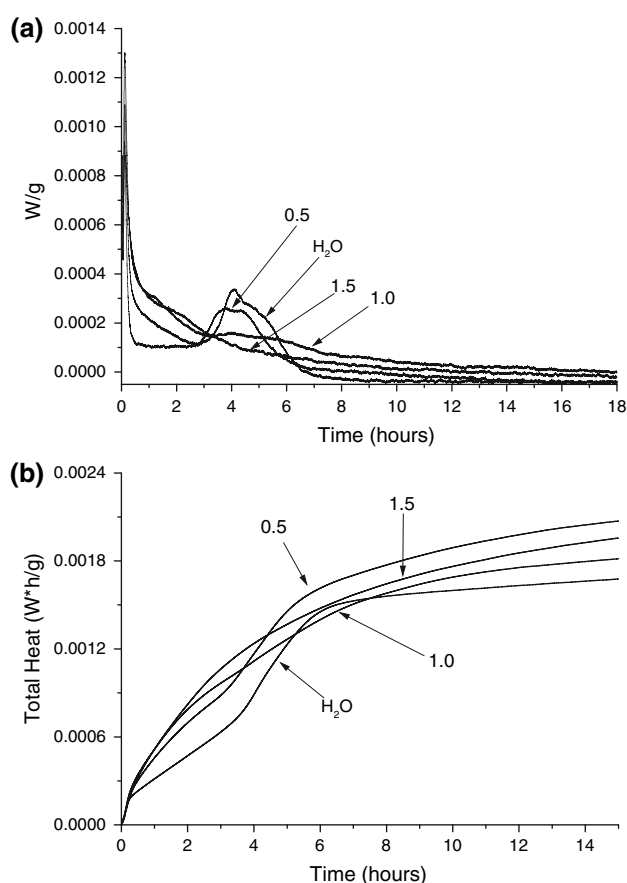 (a)
0.0014
0.0012
0.0010
0.0008
0.0006
0.0004
0.0002
0.0000
W/g
0.5
H₂O
1.5
1.0
0 2 4 6 8 10 12 14 16 18
Time (hours)
(b)
0.0024
0.0018
0.0012
0.0006
0.0000
Total Heat (W*h/g)
0.5
1.5
1.0
H₂O
0 2 4 6 8 10 12 14
Time (hours)